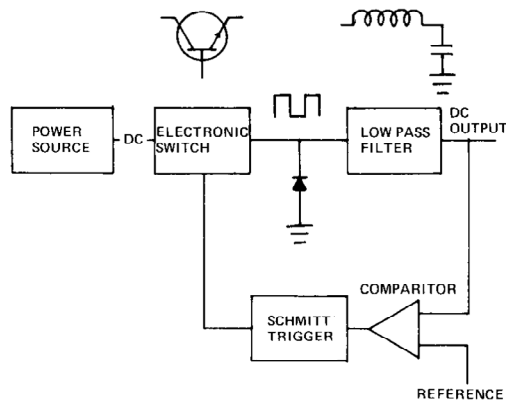 POWER
SOURCE
DC
ELECTRONIC
SWITCH
LOW PASS
FILTER
DC
OUTPUT
COMPARITOR
SCHMITT
TRIGGER
REFERENCE